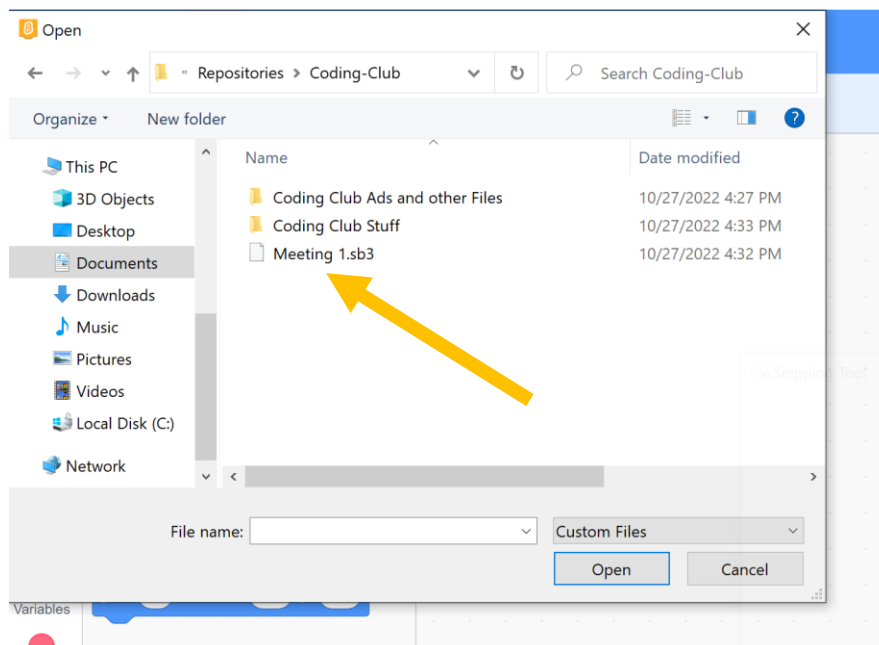 Open
Repositories > Coding-Club
Search Coding-Club
Organize
New folder
This PC
3D Objects
Desktop
Documents
Downloads
Music
Pictures
Videos
Local Disk (C:)
Network
Name
Date modified
Coding Club Ads and other Files
10/27/2022 4:27 PM
Coding Club Stuff
10/27/2022 4:33 PM
Meeting 1.sb3
10/27/2022 4:32 PM
Snipping Tool
File name:
Custom Files
Open
Cancel
Variables